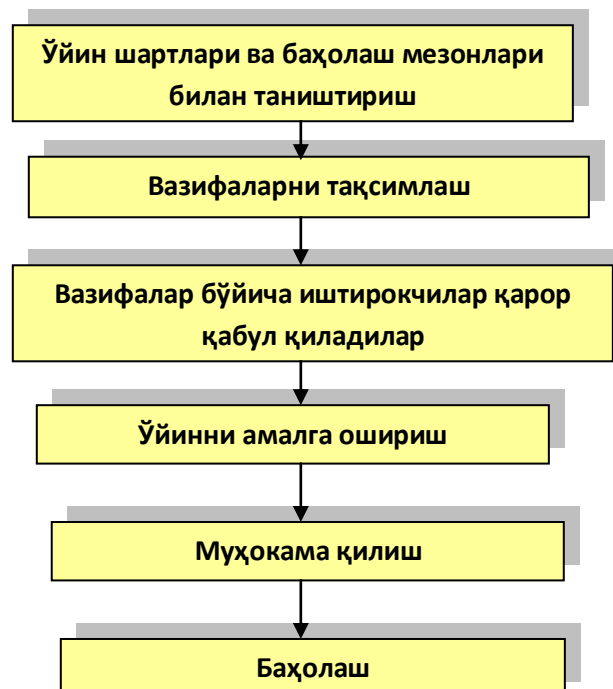 Ўйин шартлари ва баҳолаш мезонлари
билан таништириш
Вазифаларни тақсимлаш
Вазифалар бўйича иштирокчилар қарор
қабул қиладилар
Ўйинни амалга ошириш
Муҳокама қилиш
Баҳолаш